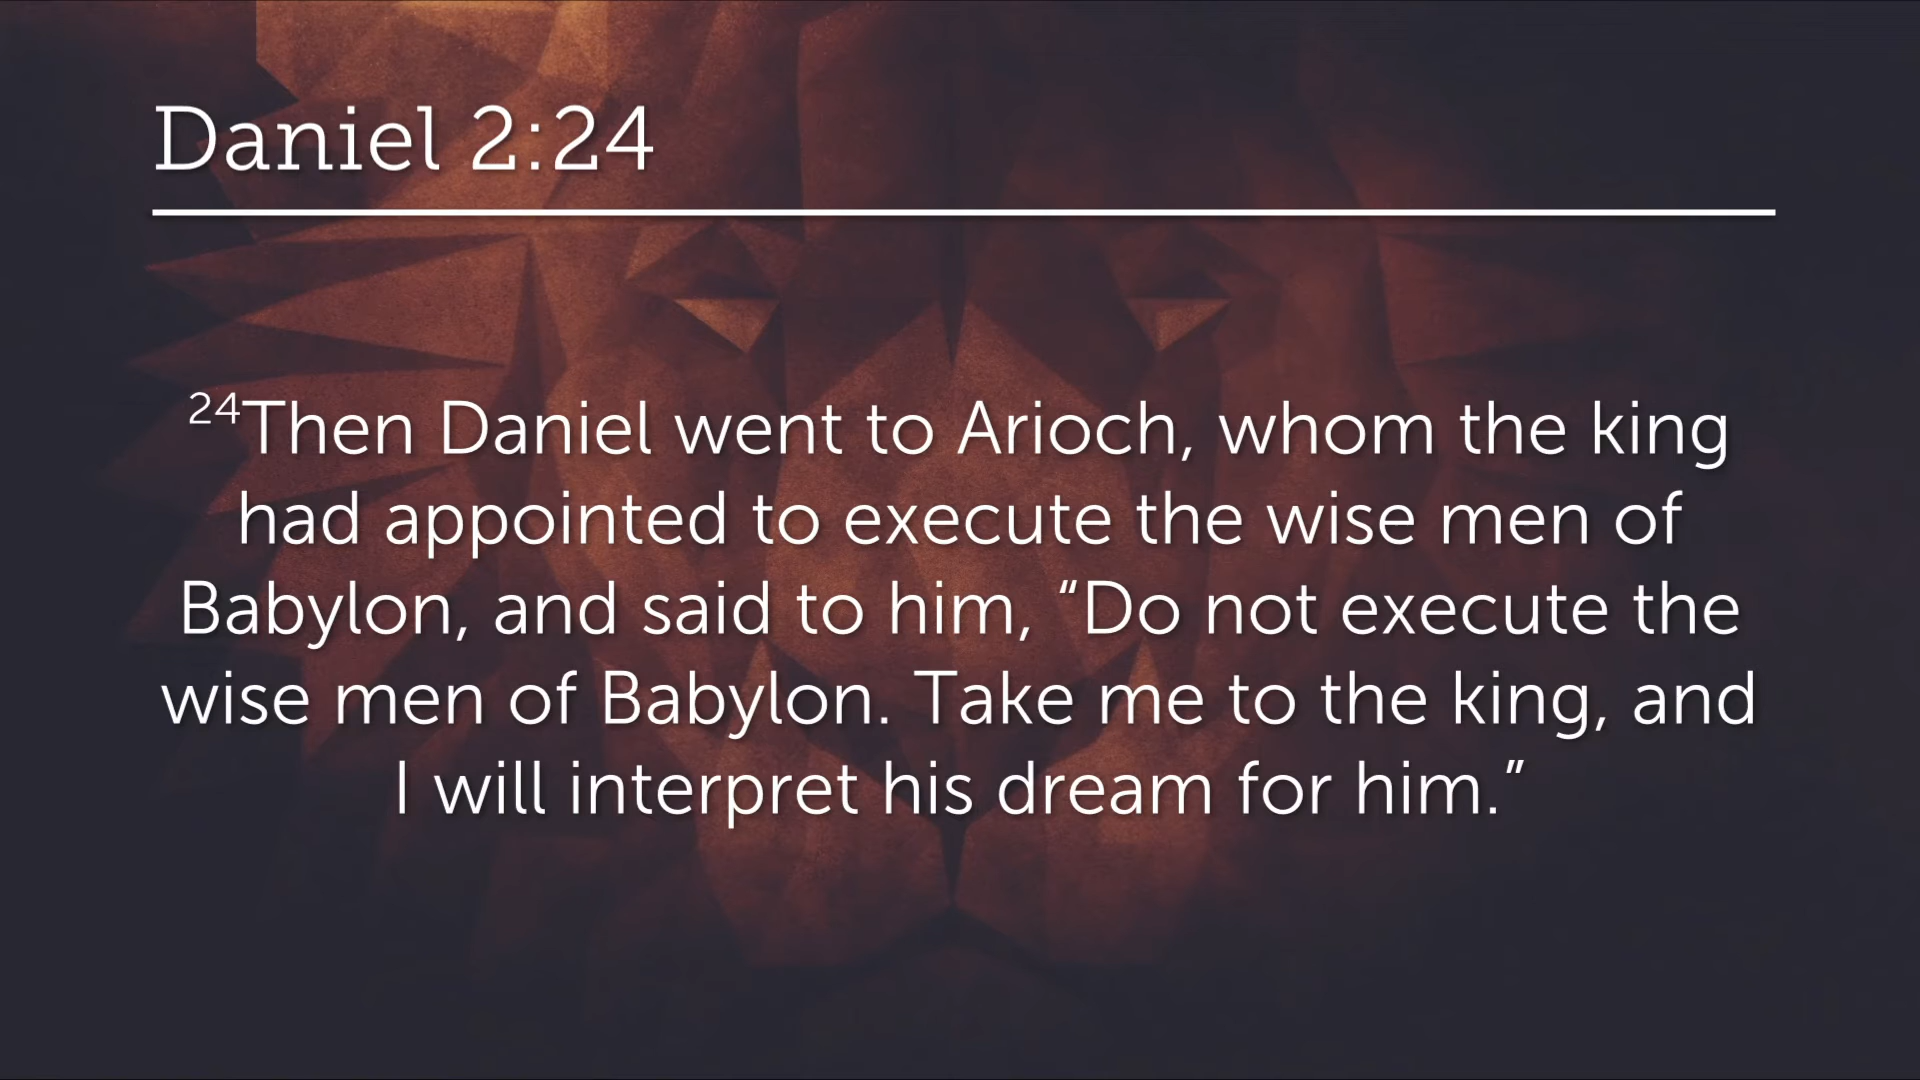 Daniel 2:24
24Then Daniel went to Arioch, whom the king
had appointed to execute the wise men of
Babylon, and said to him, “Do not execute the
wise men of Babylon. Take me to the king, and
I will interpret his dream for him.”